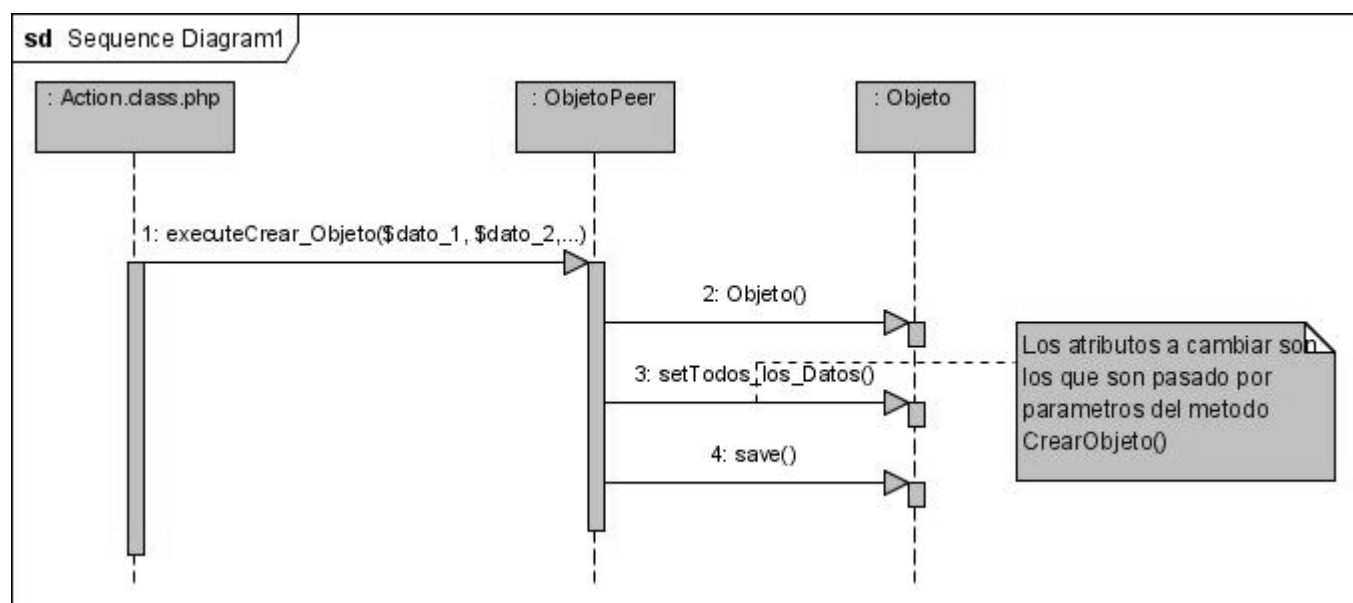 sd Sequence Diagram1
: Action.class.php
: ObjetoPeer
: Objeto
1: executeCrear_Objeto($dato_1, $dato_2,...)
2: Objeto()
3: setTodos_los_Datos()
4: save()
Los atributos a cambiar son
los que son pasado por
parametros del metodo
CrearObjeto()